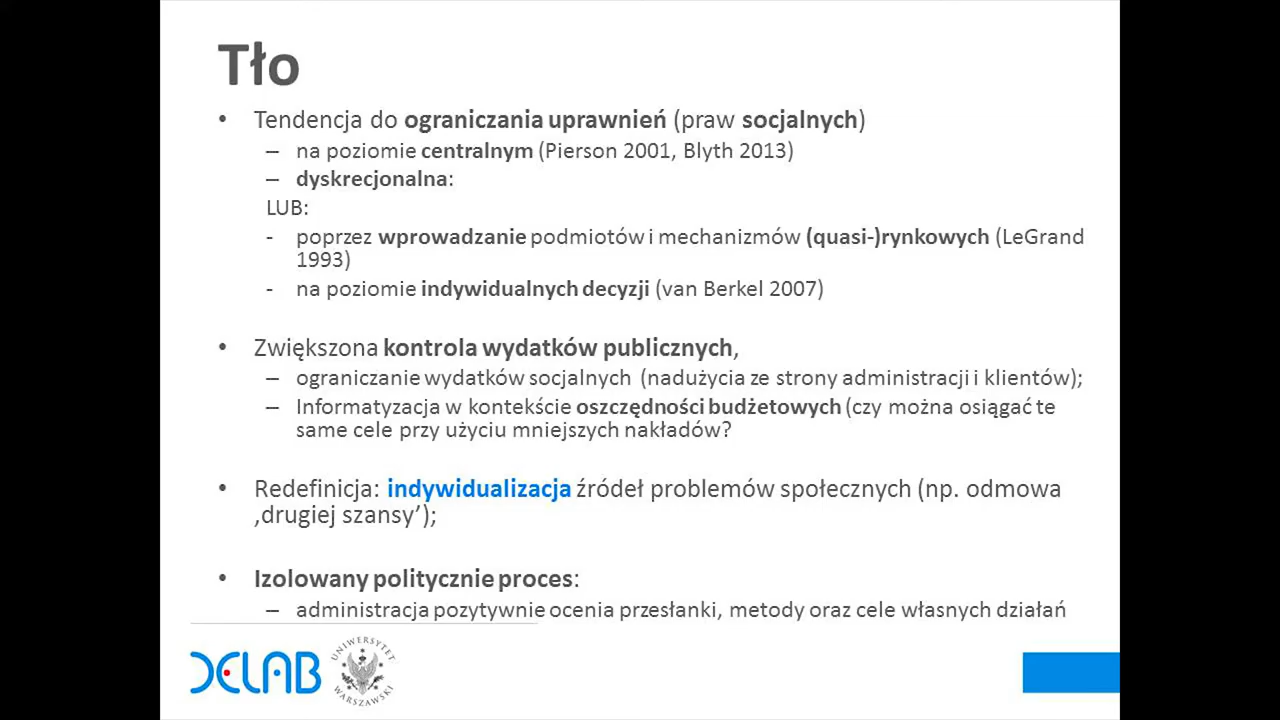 Tło
• Tendencja do ograniczania uprawnień (praw socjalnych)
– na poziomie centralnym (Pierson 2001, Blyth 2013)
– dyskrecjonalna:
LUB:
- poprzez wprowadzanie podmiotów i mechanizmów (quasi-)rynkowych (LeGrand
1993)
- na poziomie indywidualnych decyzji (van Berkel 2007)
• Zwiększona kontrola wydatków publicznych,
– ograniczanie wydatków socjalnych (nadużycia ze strony administracji i klientów);
– Informatyzacja w kontekście oszczędności budżetowych (czy można osiągać te
same cele przy użyciu mniejszych nakładów?
• Redefinicja: indywidualizacja źródeł problemów społecznych (np. odmowa
‚drugiej szansy’);
• Izolowany politycznie proces:
– administracja pozytywnie ocenia przesłanki, metody oraz cele własnych działań
DELAB
UNIWERSYTET
WARSZAWSKI